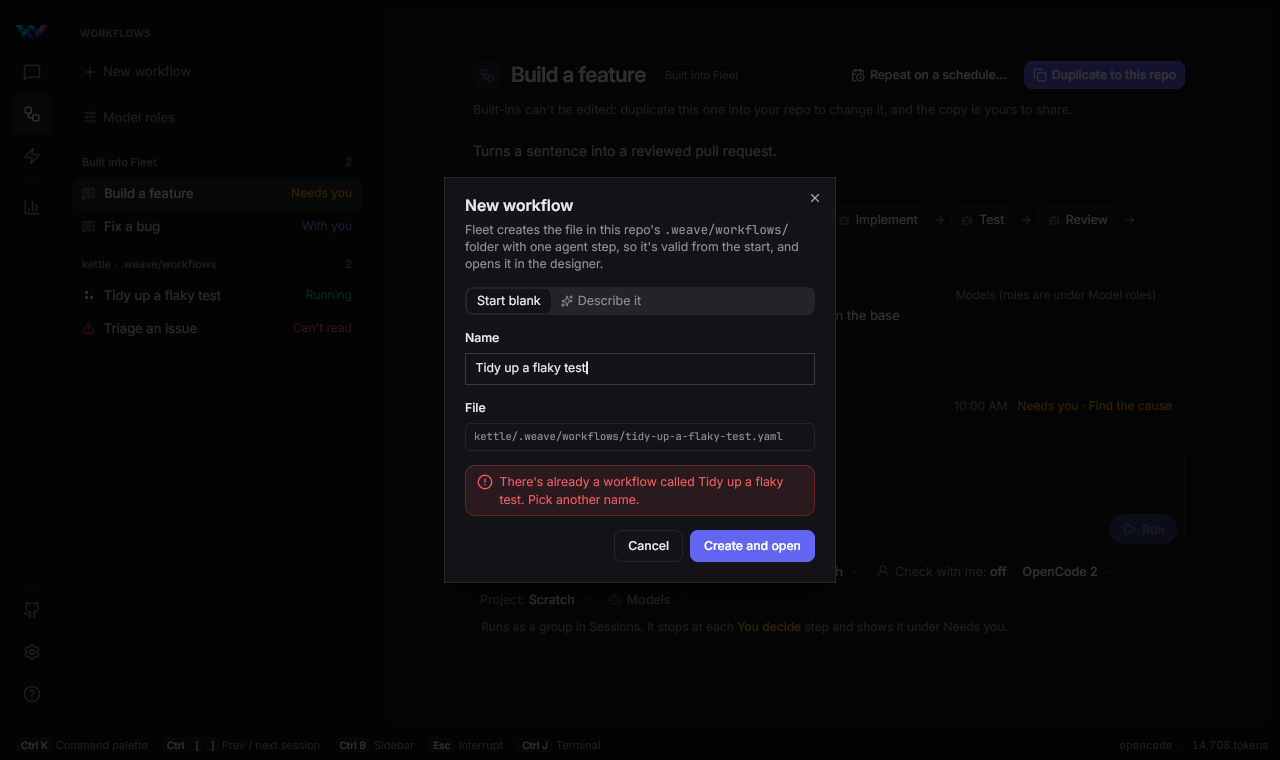 WORKFLOWS
New workflow
Model roles
Built into Fleet 2
Build a feature Needs you
Fix a bug With you
kettle · .weave/workflows 2
Tidy up a flaky test Running
Triage an issue Can't read
Build a feature Built into Fleet Repeat on a schedule... Duplicate to this repo
Built-ins can't be edited: duplicate this one into your repo to change it, and the copy is yours to share.
Turns a sentence into a reviewed pull request.
Implement → Test → Review →
Models (roles are under Model roles)
the base
10:00 AM Needs you · Find the cause
Run
Check with me: off OpenCode 2
Project: Scratch Models
Runs as a group in Sessions. It stops at each You decide step and shows it under Needs you.
New workflow
Fleet creates the file in this repo's .weave/workflows/
folder with one agent step, so it's valid from the start, and
opens it in the designer.
Start blank Describe it
Name
Tidy up a flaky test
File
kettle/.weave/workflows/tidy-up-a-flaky-test.yaml
There's already a workflow called Tidy up a flaky
test. Pick another name.
Cancel Create and open
Ctrl K Command palette Ctrl [ ] Prev / next session Ctrl B Sidebar Esc Interrupt Ctrl J Terminal opencode 14,708 tokens